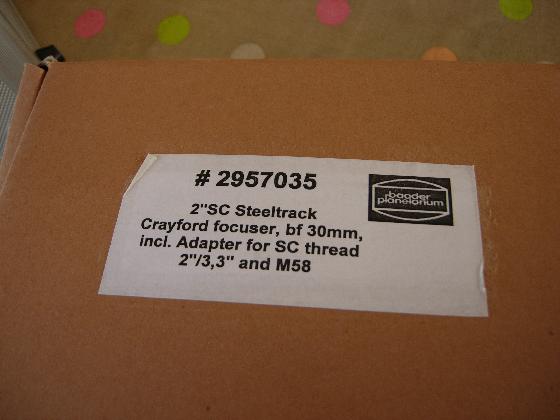 # 2957035
baader
planetarium
2"SC Steeltrack
Crayford focuser, bf 30mm,
incl. Adapter for SC thread
2"/3,3" and M58